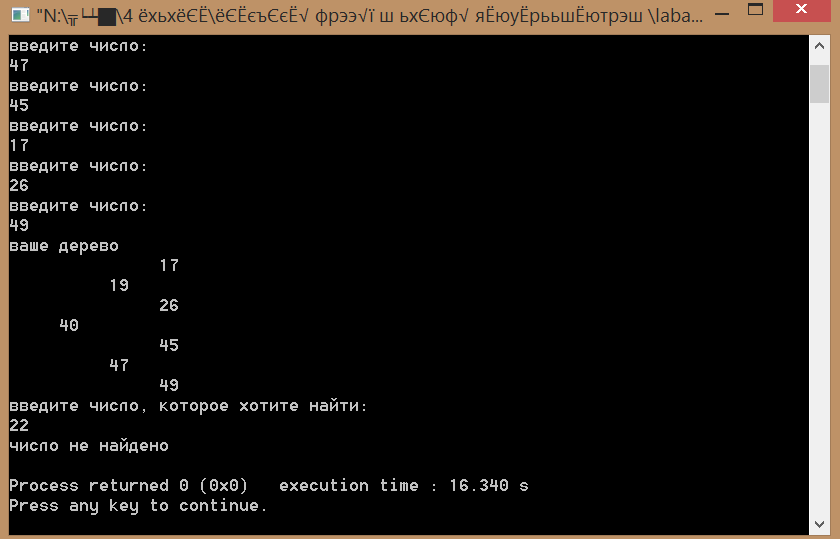 "N:\╦┴┴█\4 ёхьхёЄЁ\ёЄЁєъЄєЁ√ фрээ√ї ш ьхЄюф√ яЁюуЁрььшЁютрэш \laba...
введите число:
47
введите число:
45
введите число:
17
введите число:
26
введите число:
49
ваше дерево
17
19
26
40
45
47
49
введите число, которое хотите найти:
22
число не найдено
Process returned 0 (0x0)   execution time : 16.340 s
Press any key to continue.